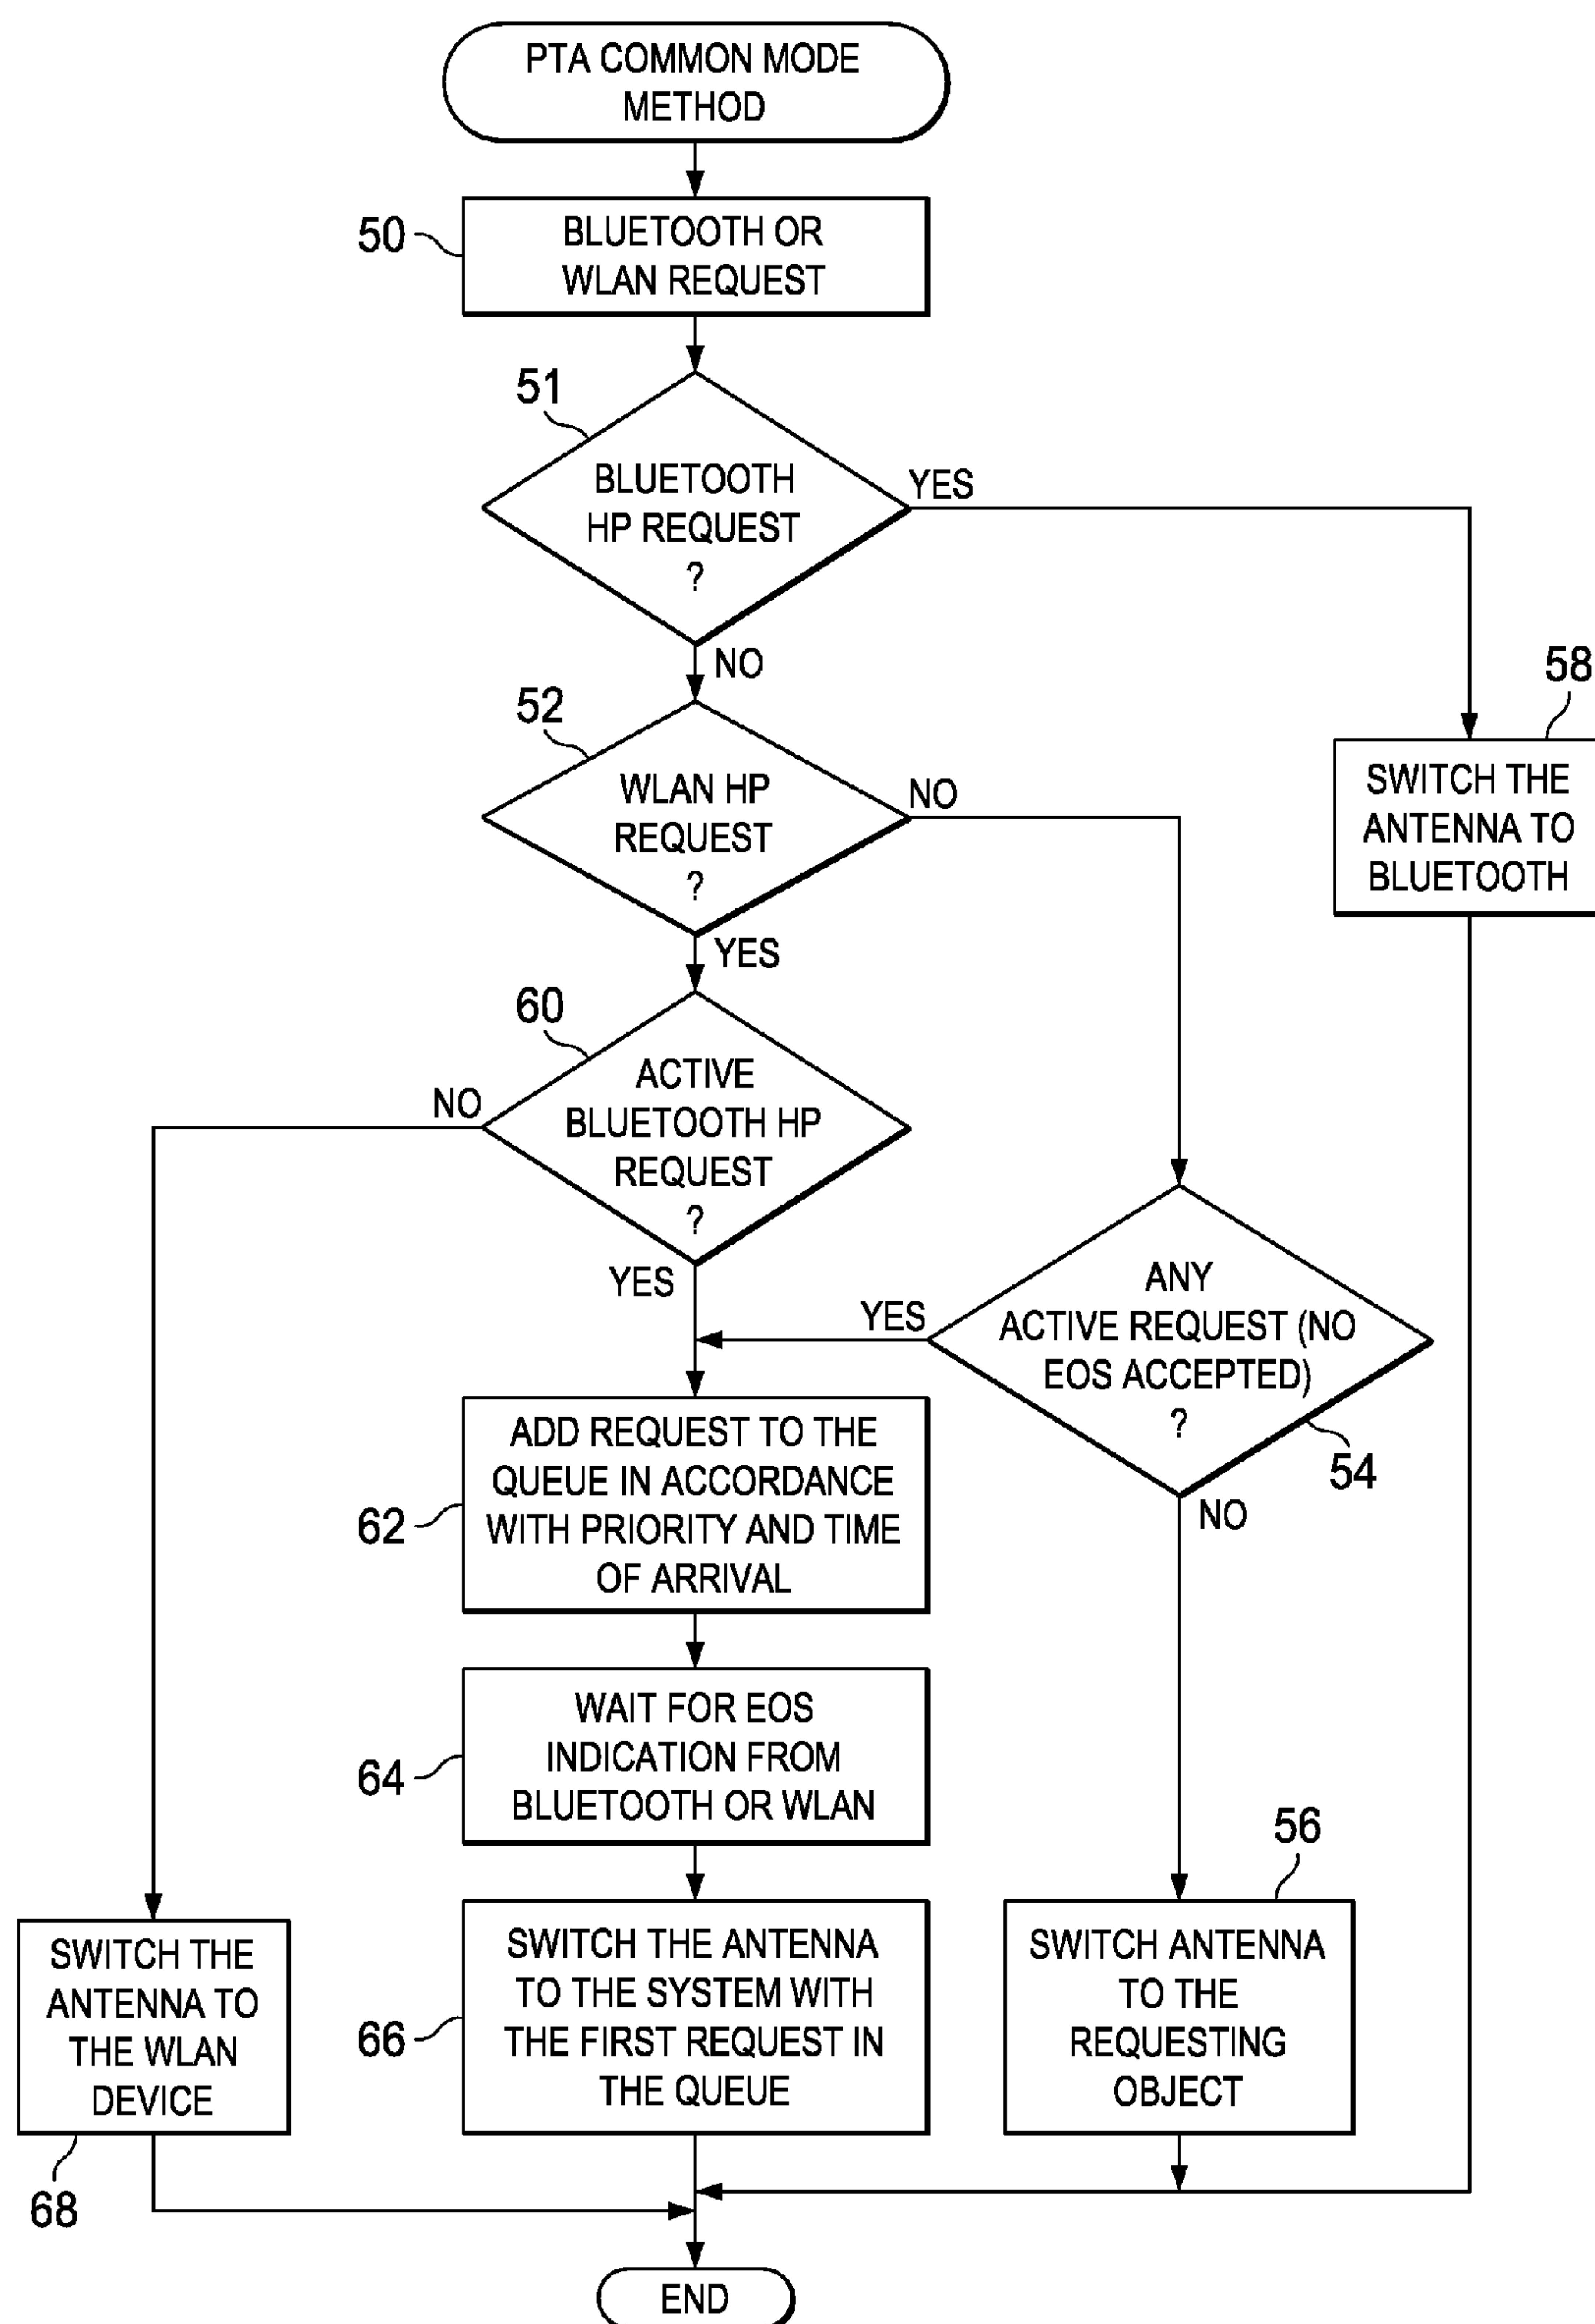 PTA COMMON MODE
METHOD
50
BLUETOOTH OR
WLAN REQUEST
51
BLUETOOTH
HP REQUEST
?
YES
NO
58
SWITCH THE
ANTENNA TO
BLUETOOTH
52
WLAN HP
REQUEST
?
NO
YES
60
ACTIVE
BLUETOOTH HP
REQUEST
?
NO
YES
ANY
ACTIVE REQUEST (NO
EOS ACCEPTED)
?
YES
54
NO
62
ADD REQUEST TO THE
QUEUE IN ACCORDANCE
WITH PRIORITY AND TIME
OF ARRIVAL
64
WAIT FOR EOS
INDICATION FROM
BLUETOOTH OR WLAN
56
SWITCH THE
ANTENNA TO
THE WLAN
DEVICE
68
66
SWITCH THE ANTENNA
TO THE SYSTEM WITH
THE FIRST REQUEST IN
THE QUEUE
SWITCH ANTENNA
TO THE
REQUESTING
OBJECT
END